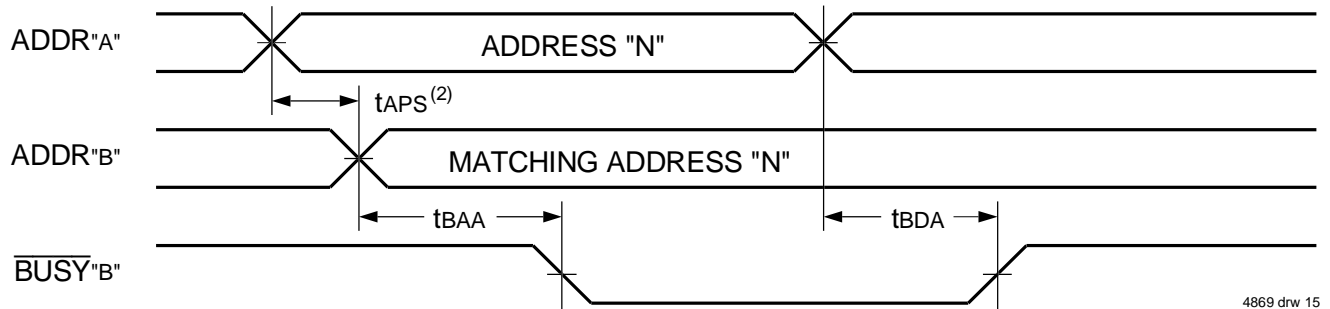 ADDR"A"
ADDRESS "N"
tAPS(2)
ADDR"B"
MATCHING ADDRESS "N"
tBAA
tBDA
BUSY"B"
4869 drw 15